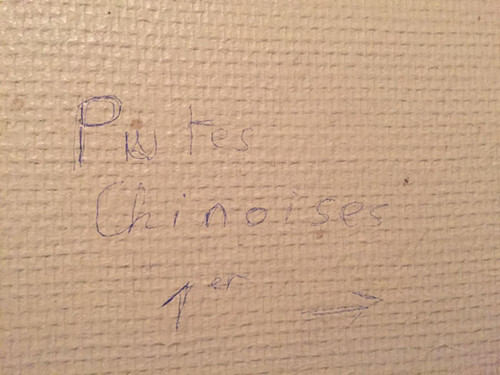 Putes
Chinoises
1er →